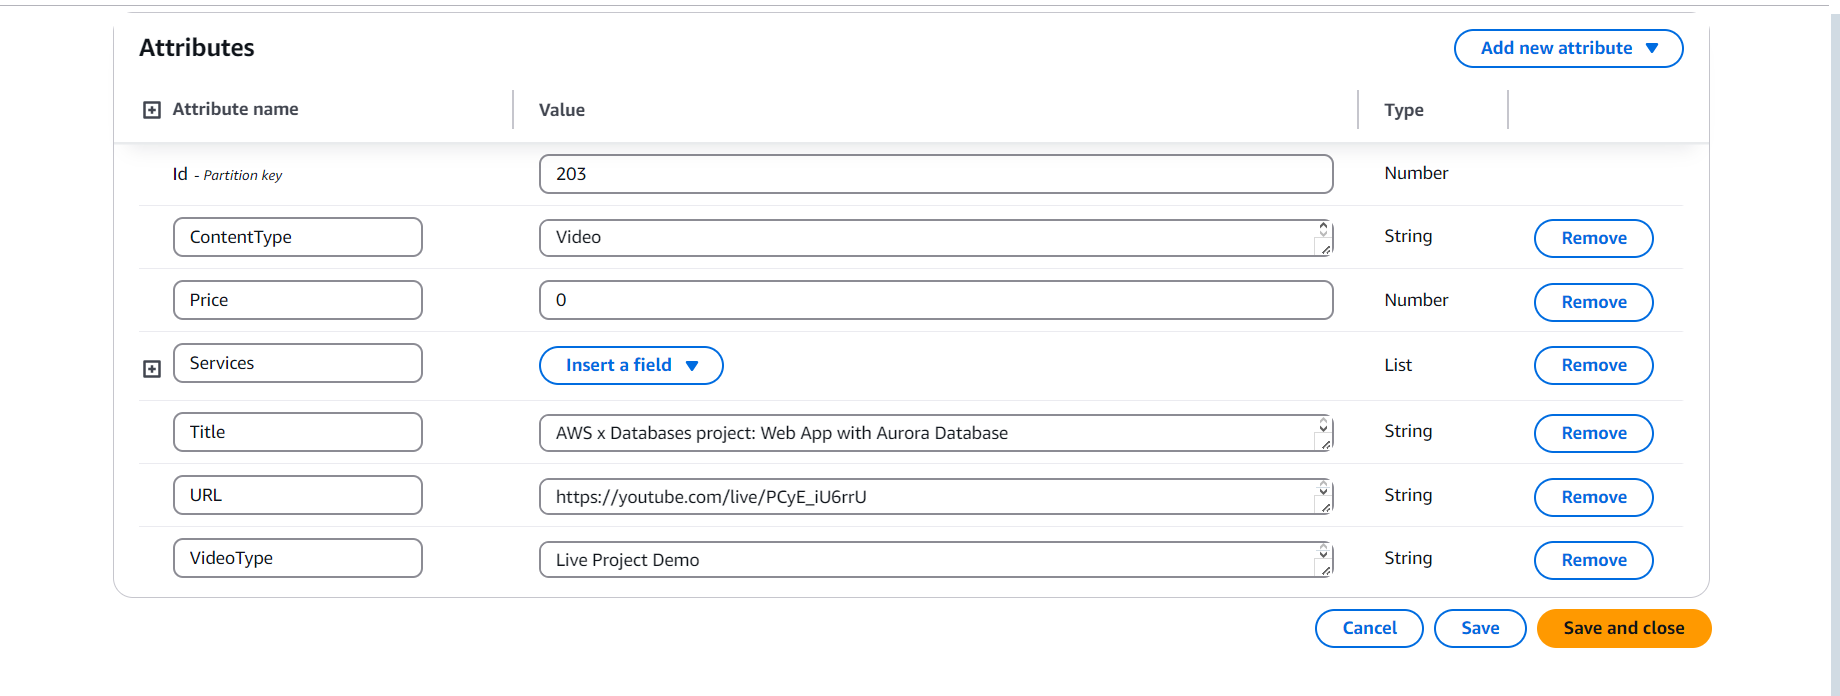 Attributes
Add new attribute
Attribute name Value Type
Id - Partition key 203 Number
ContentType Video String Remove
Price 0 Number Remove
Services Insert a field List Remove
Title AWS x Databases project: Web App with Aurora Database String Remove
URL https://youtube.com/live/PCyE_iU6rrU String Remove
VideoType Live Project Demo String Remove
Cancel Save Save and close